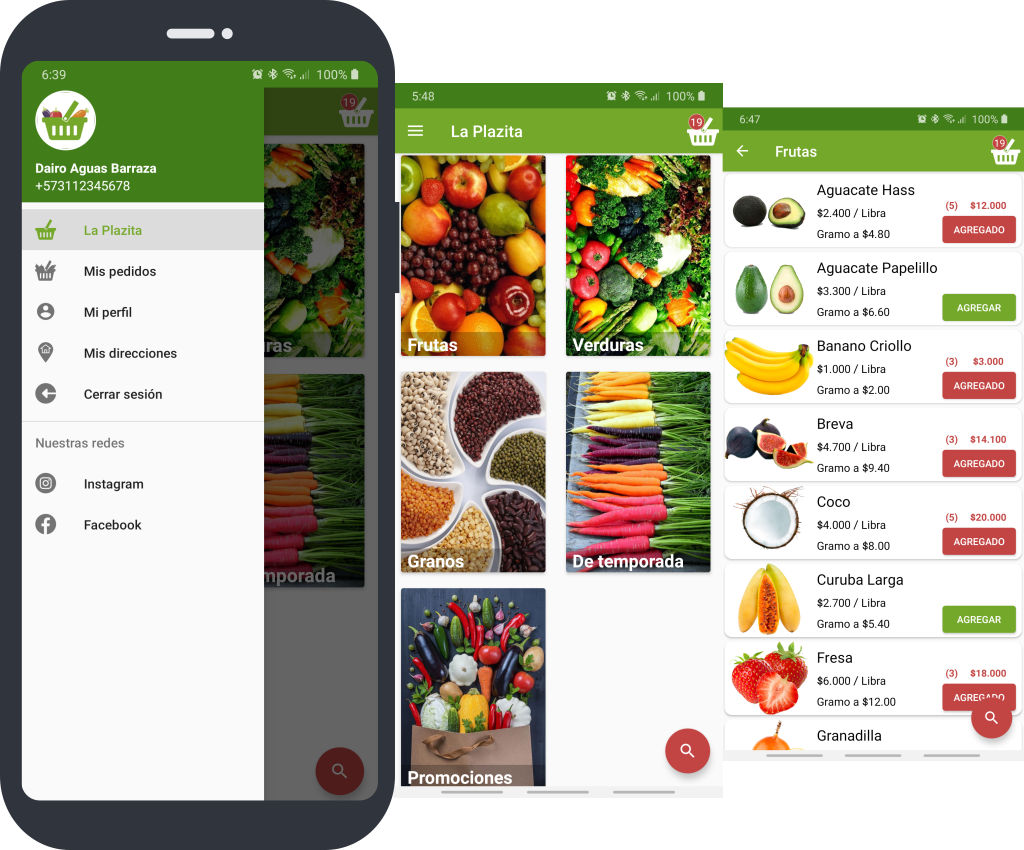 6:39
100%
19
Dairo Aguas Barraza
+573112345678
La Plazita
Mis pedidos
Mi perfil
Mis direcciones
Cerrar sesión
Nuestras redes
Instagram
Facebook
ras
mporada
5:48
100%
La Plazita
19
Frutas
Verduras
Granos
De temporada
Promociones
6:47
100%
Frutas
19
Aguacate Hass
$2.400 / Libra
(5) $12.000
Gramo a $4.80
AGREGADO
Aguacate Papelillo
$3.300 / Libra
Gramo a $6.60
AGREGAR
Banano Criollo
$1.000 / Libra
(3) $3.000
Gramo a $2.00
AGREGADO
Breva
$4.700 / Libra
(3) $14.100
Gramo a $9.40
AGREGADO
Coco
$4.000 / Libra
(5) $20.000
Gramo a $8.00
AGREGADO
Curuba Larga
$2.700 / Libra
Gramo a $5.40
AGREGAR
Fresa
$6.000 / Libra
(3) $18.000
Gramo a $12.00
AGREGADO
Granadilla